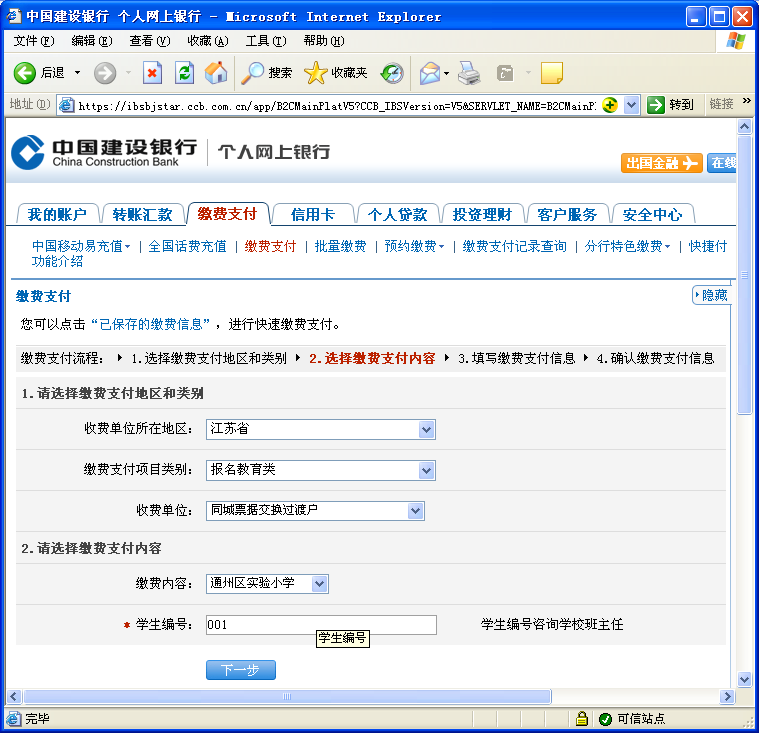 中国建设银行 个人网上银行 - Microsoft Internet Explorer
文件(F) 编辑(E) 查看(V) 收藏(A) 工具(T) 帮助(H)
后退 搜索 收藏夹
地址(D) https://ibsbjstar.ccb.com.cn/app/B2CMainPlatV5?CCB_IBSVersion=V5&SERVLET_NAME=B2CMainP 转到 链接 »
中国建设银行 个人网上银行
China Construction Bank
出国金融 在线
我的账户 转账汇款 缴费支付 信用卡 个人贷款 投资理财 客户服务 安全中心
中国移动易充值 | 全国话费充值 | 缴费支付 | 批量缴费 | 预约缴费 | 缴费支付记录查询 | 分行特色缴费 | 快捷付
功能介绍
缴费支付 隐藏
您可以点击“已保存的缴费信息”，进行快速缴费支付。
缴费支付流程： 1.选择缴费支付地区和类别 2.选择缴费支付内容 3.填写缴费支付信息 4.确认缴费支付信息
1.请选择缴费支付地区和类别
收费单位所在地区： 江苏省
缴费支付项目类别： 报名教育类
收费单位： 同城票据交换过渡户
2.请选择缴费支付内容
缴费内容： 通州区实验小学
* 学生编号： 001 学生编号咨询学校班主任
学生编号
下一步
完毕 可信站点